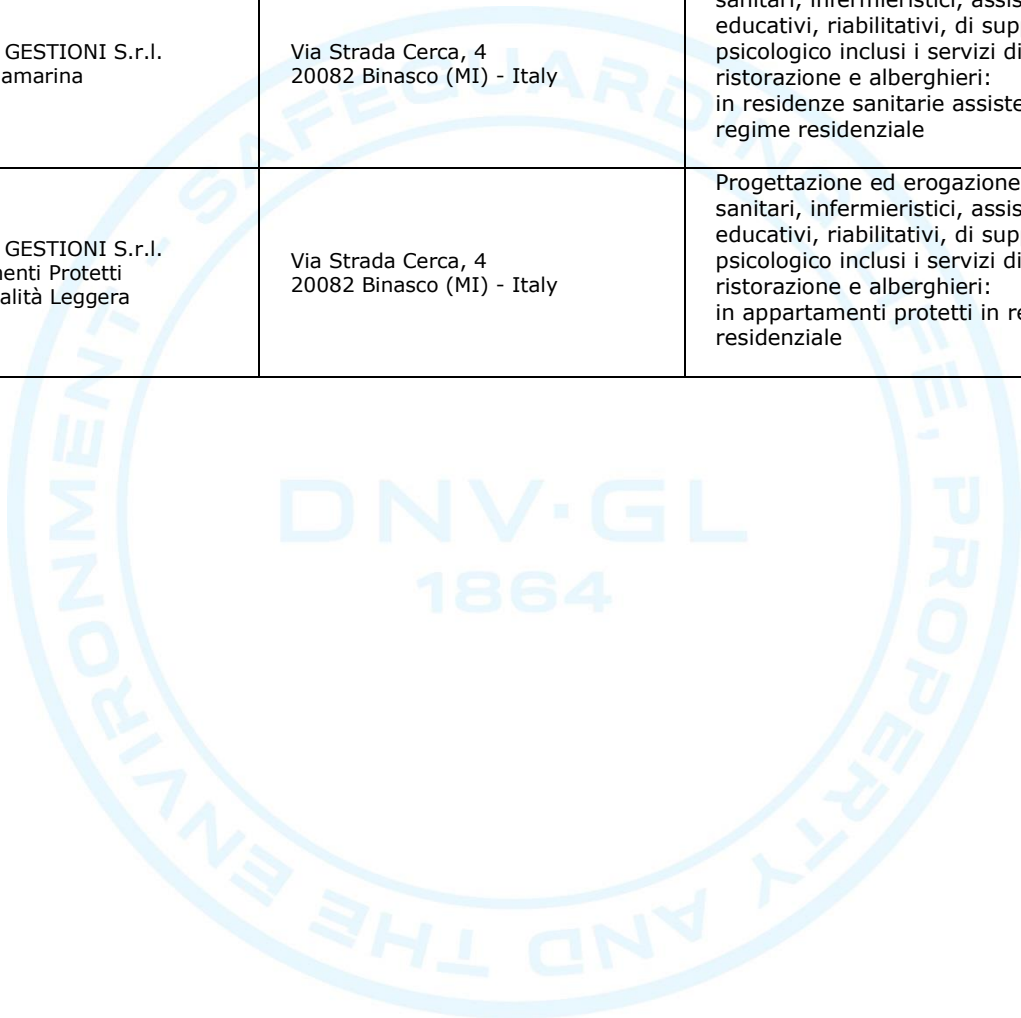 sanitari, infermieristici, assis
GESTIONI S.r.l.
amarina
Via Strada Cerca, 4
20082 Binasco (MI) - Italy
educativi, riabilitativi, di sup
psicologico inclusi i servizi di
ristorazione e alberghieri:
in residenze sanitarie assiste
regime residenziale
GESTIONI S.r.l.
enti Protetti
alità Leggera
Via Strada Cerca, 4
20082 Binasco (MI) - Italy
Progettazione ed erogazione
sanitari, infermieristici, assis
educativi, riabilitativi, di sup
psicologico inclusi i servizi di
ristorazione e alberghieri:
in appartamenti protetti in re
residenziale
SAFEGUARDING LIFE, PROPERTY AND THE ENVIRONMENT
DNV·GL
1864